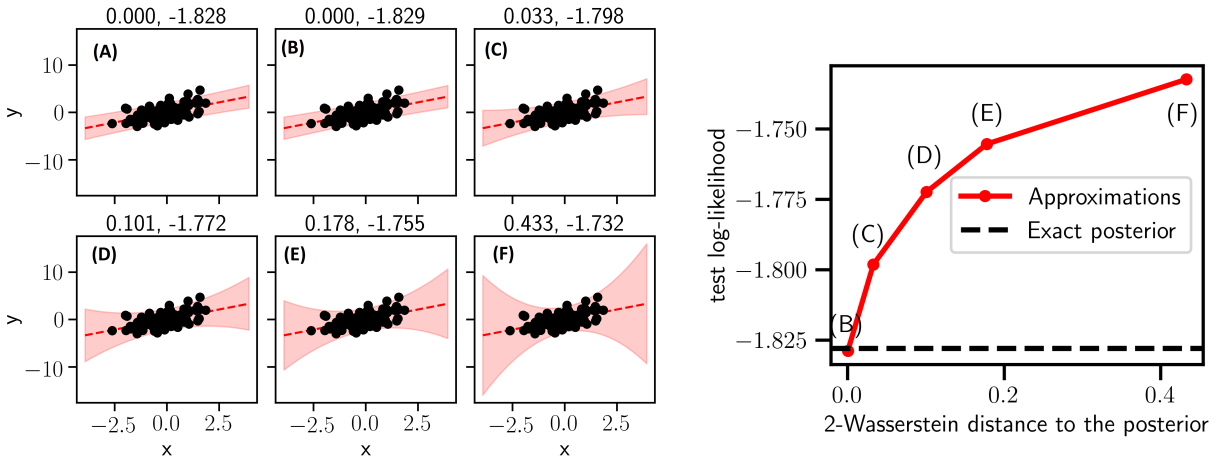 0.000, -1.828
0.000, -1.829
0.033, -1.798
(A)
(B)
(C)
y
10
0
−10
0.101, -1.772
0.178, -1.755
0.433, -1.732
(D)
(E)
(F)
y
10
0
−10
−2.5 0.0 2.5
−2.5 0.0 2.5
−2.5 0.0 2.5
x
x
x
test log-likelihood
−1.750
−1.775
−1.800
−1.825
(B)
(C)
(D)
(E)
(F)
Approximations
Exact posterior
0.0 0.2 0.4
2-Wasserstein distance to the posterior